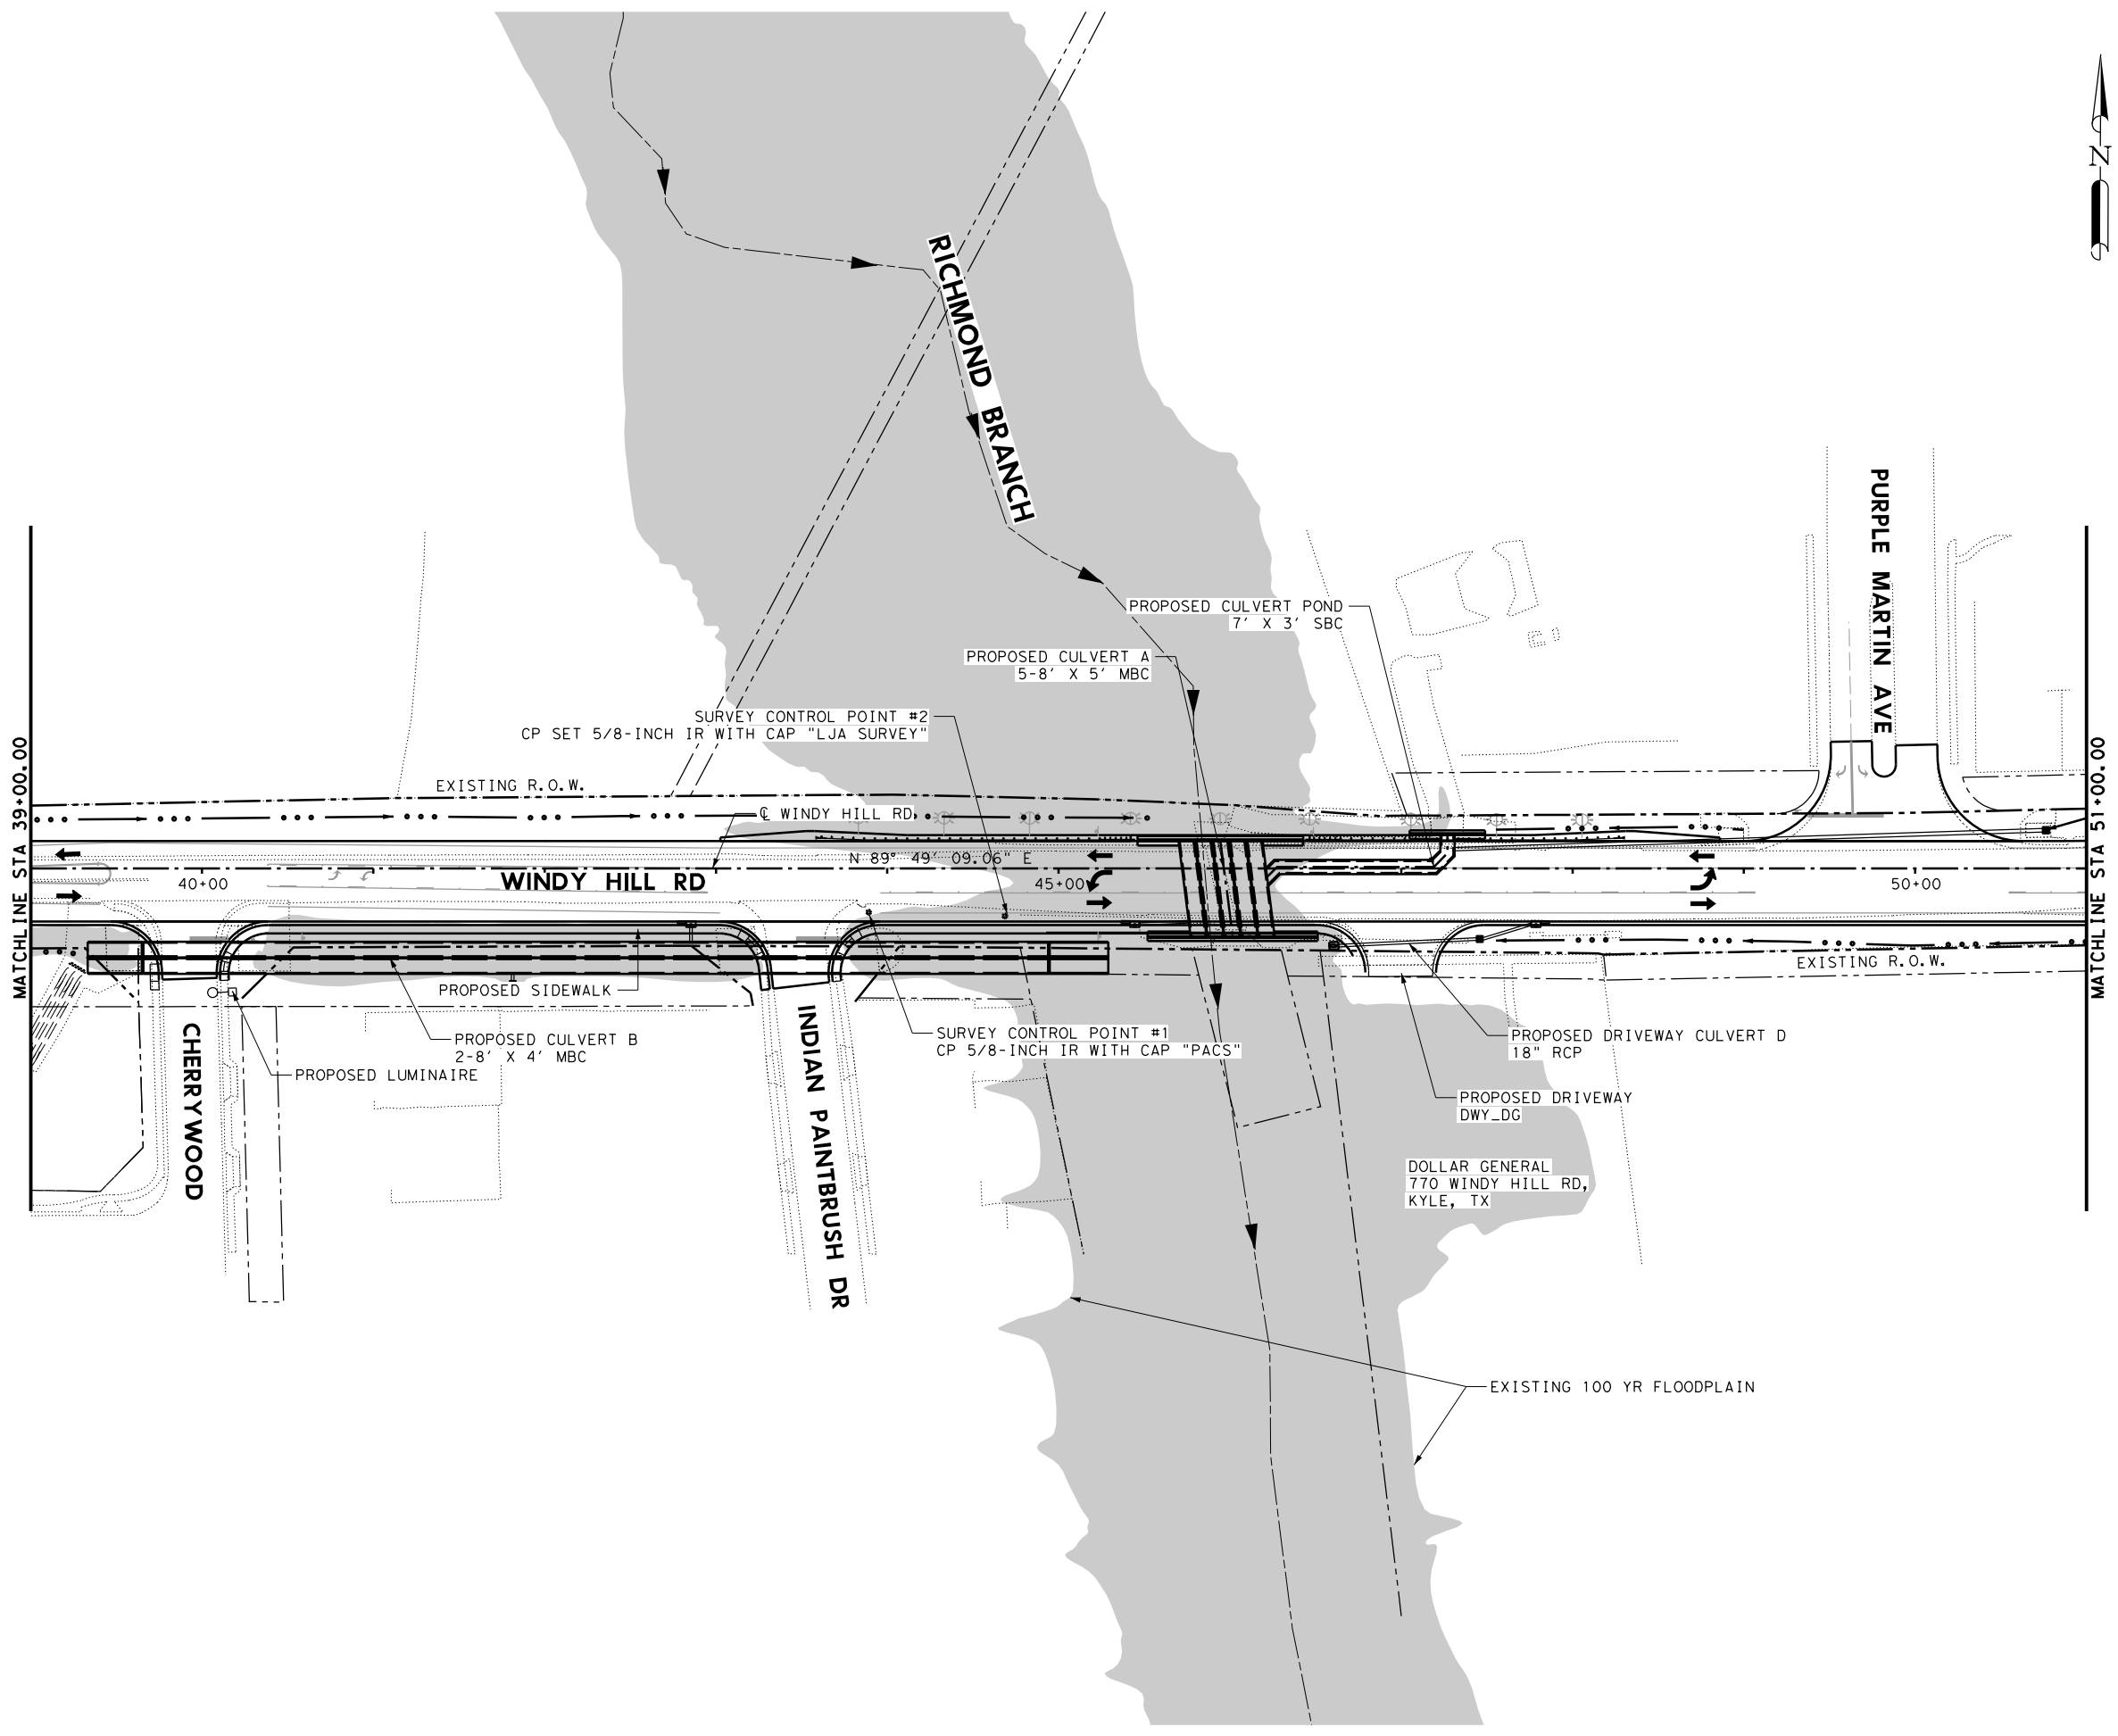 N
RICHMOND BRANCH
PURPLE MARTIN AVE
PROPOSED CULVERT POND
7' X 3' SBC
PROPOSED CULVERT A
5-8' X 5' MBC
SURVEY CONTROL POINT #2
CP SET 5/8-INCH IR WITH CAP "LJA SURVEY"
EXISTING R.O.W.
℄ WINDY HILL RD
MATCHLINE STA 39+00.00
MATCHLINE STA 51+00.00
N 89° 49' 09.06" E
40+00
WINDY HILL RD
45+00
50+00
EXISTING R.O.W.
PROPOSED SIDEWALK
CHERRYWOOD
INDIAN PAINTBRUSH DR
SURVEY CONTROL POINT #1
CP 5/8-INCH IR WITH CAP "PACS"
PROPOSED CULVERT B
2-8' X 4' MBC
PROPOSED LUMINAIRE
PROPOSED DRIVEWAY CULVERT D
18" RCP
PROPOSED DRIVEWAY
DWY_DG
DOLLAR GENERAL
770 WINDY HILL RD,
KYLE, TX
EXISTING 100 YR FLOODPLAIN